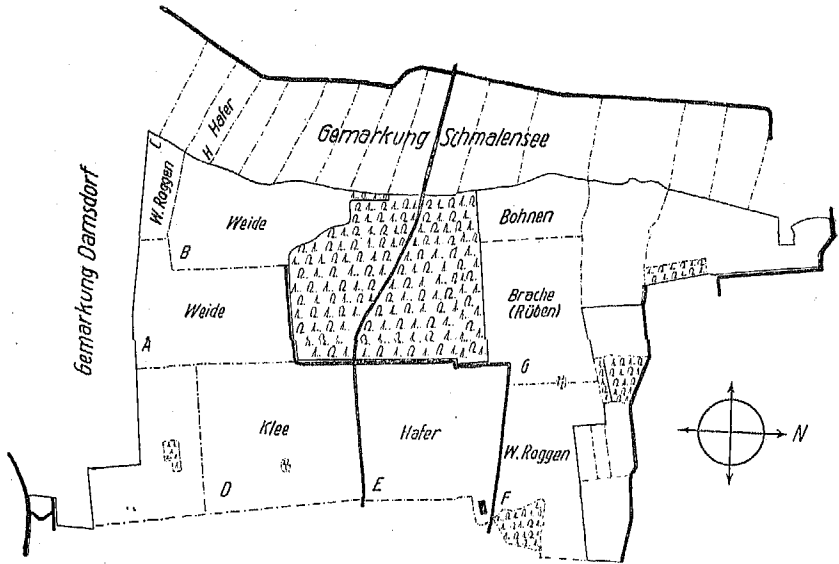 Gemarkung Schmalensee
Hafer
H
L
W. Roggen
Gemarkung Damsdorf
Weide
B
Bohnen
Weide
A
Brache
(Rüben)
G
Klee
Hafer
W. Roggen
D
E
F
N